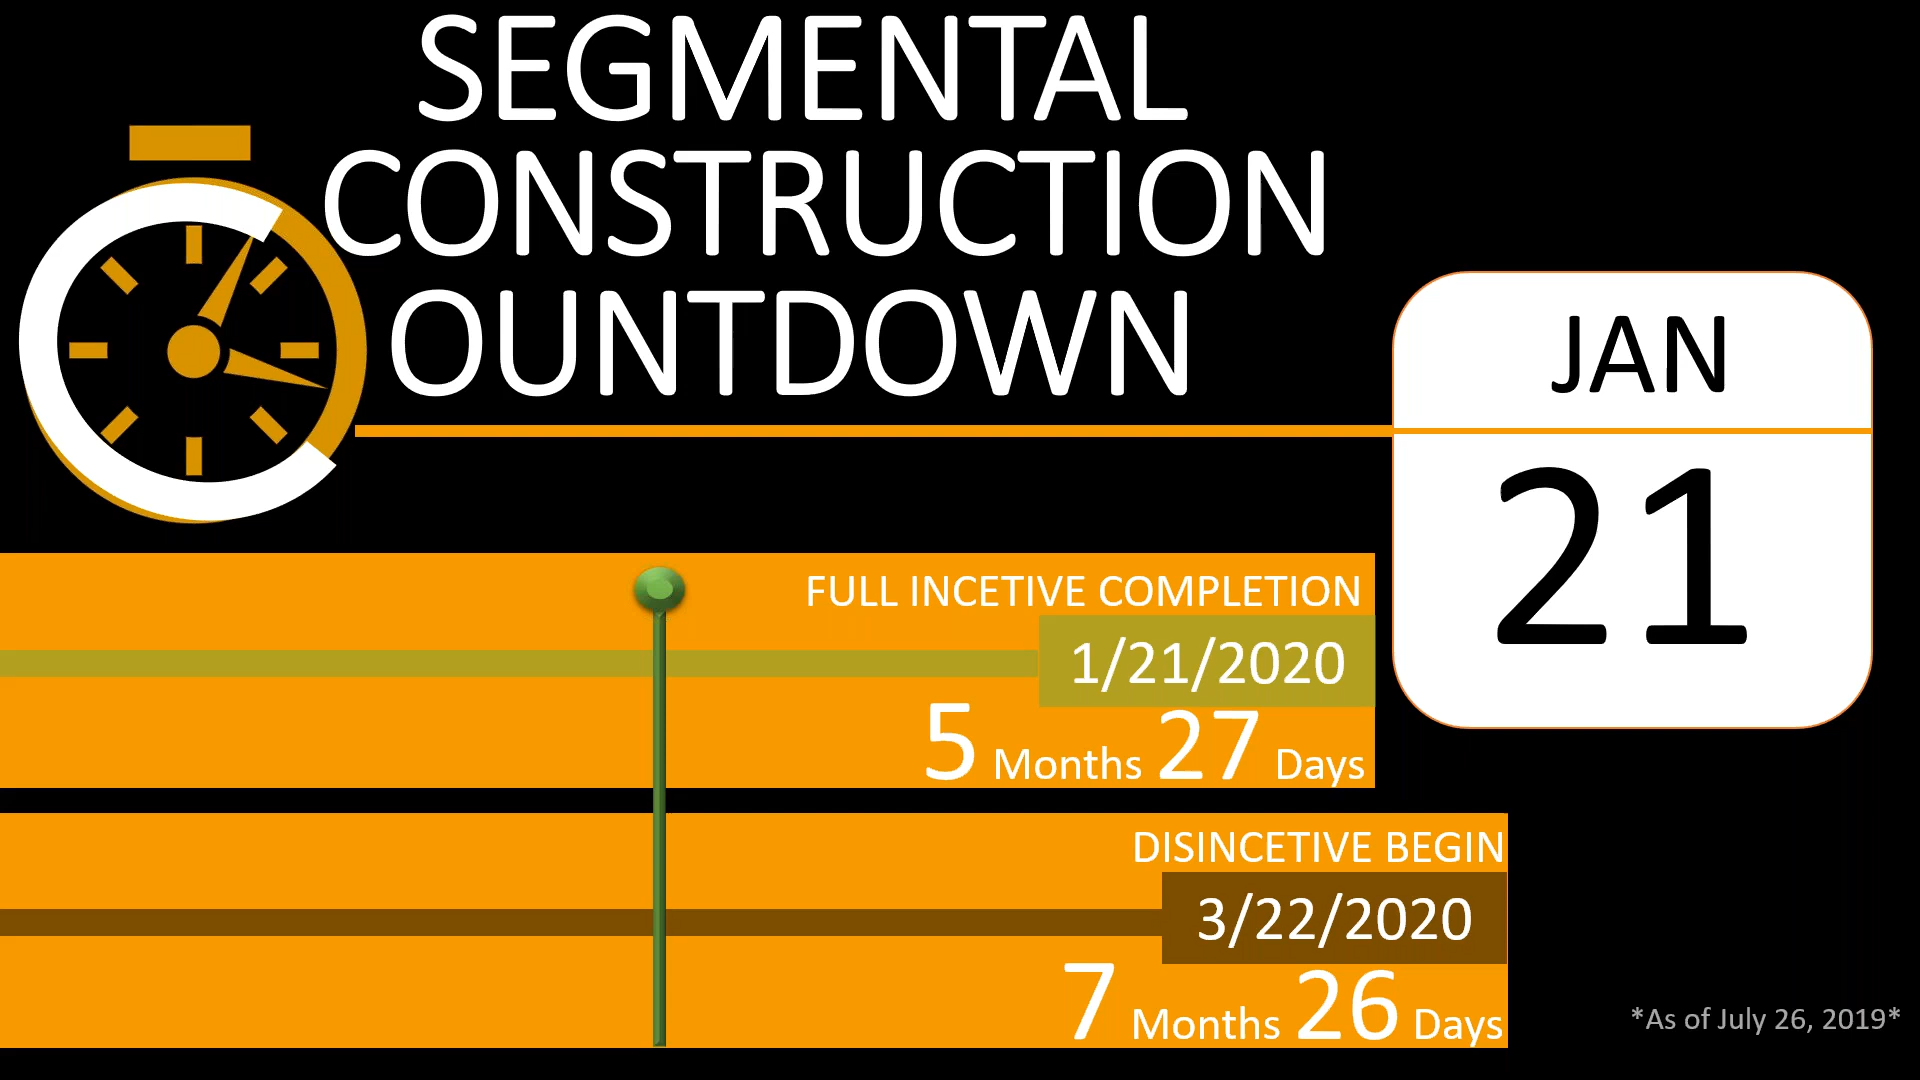 SEGMENTAL
CONSTRUCTION
OUNTDOWN
JAN
21
FULL INCETIVE COMPLETION
1/21/2020
5 Months 27 Days
DISINCETIVE BEGIN
3/22/2020
7 Months 26 Days
*As of July 26, 2019*